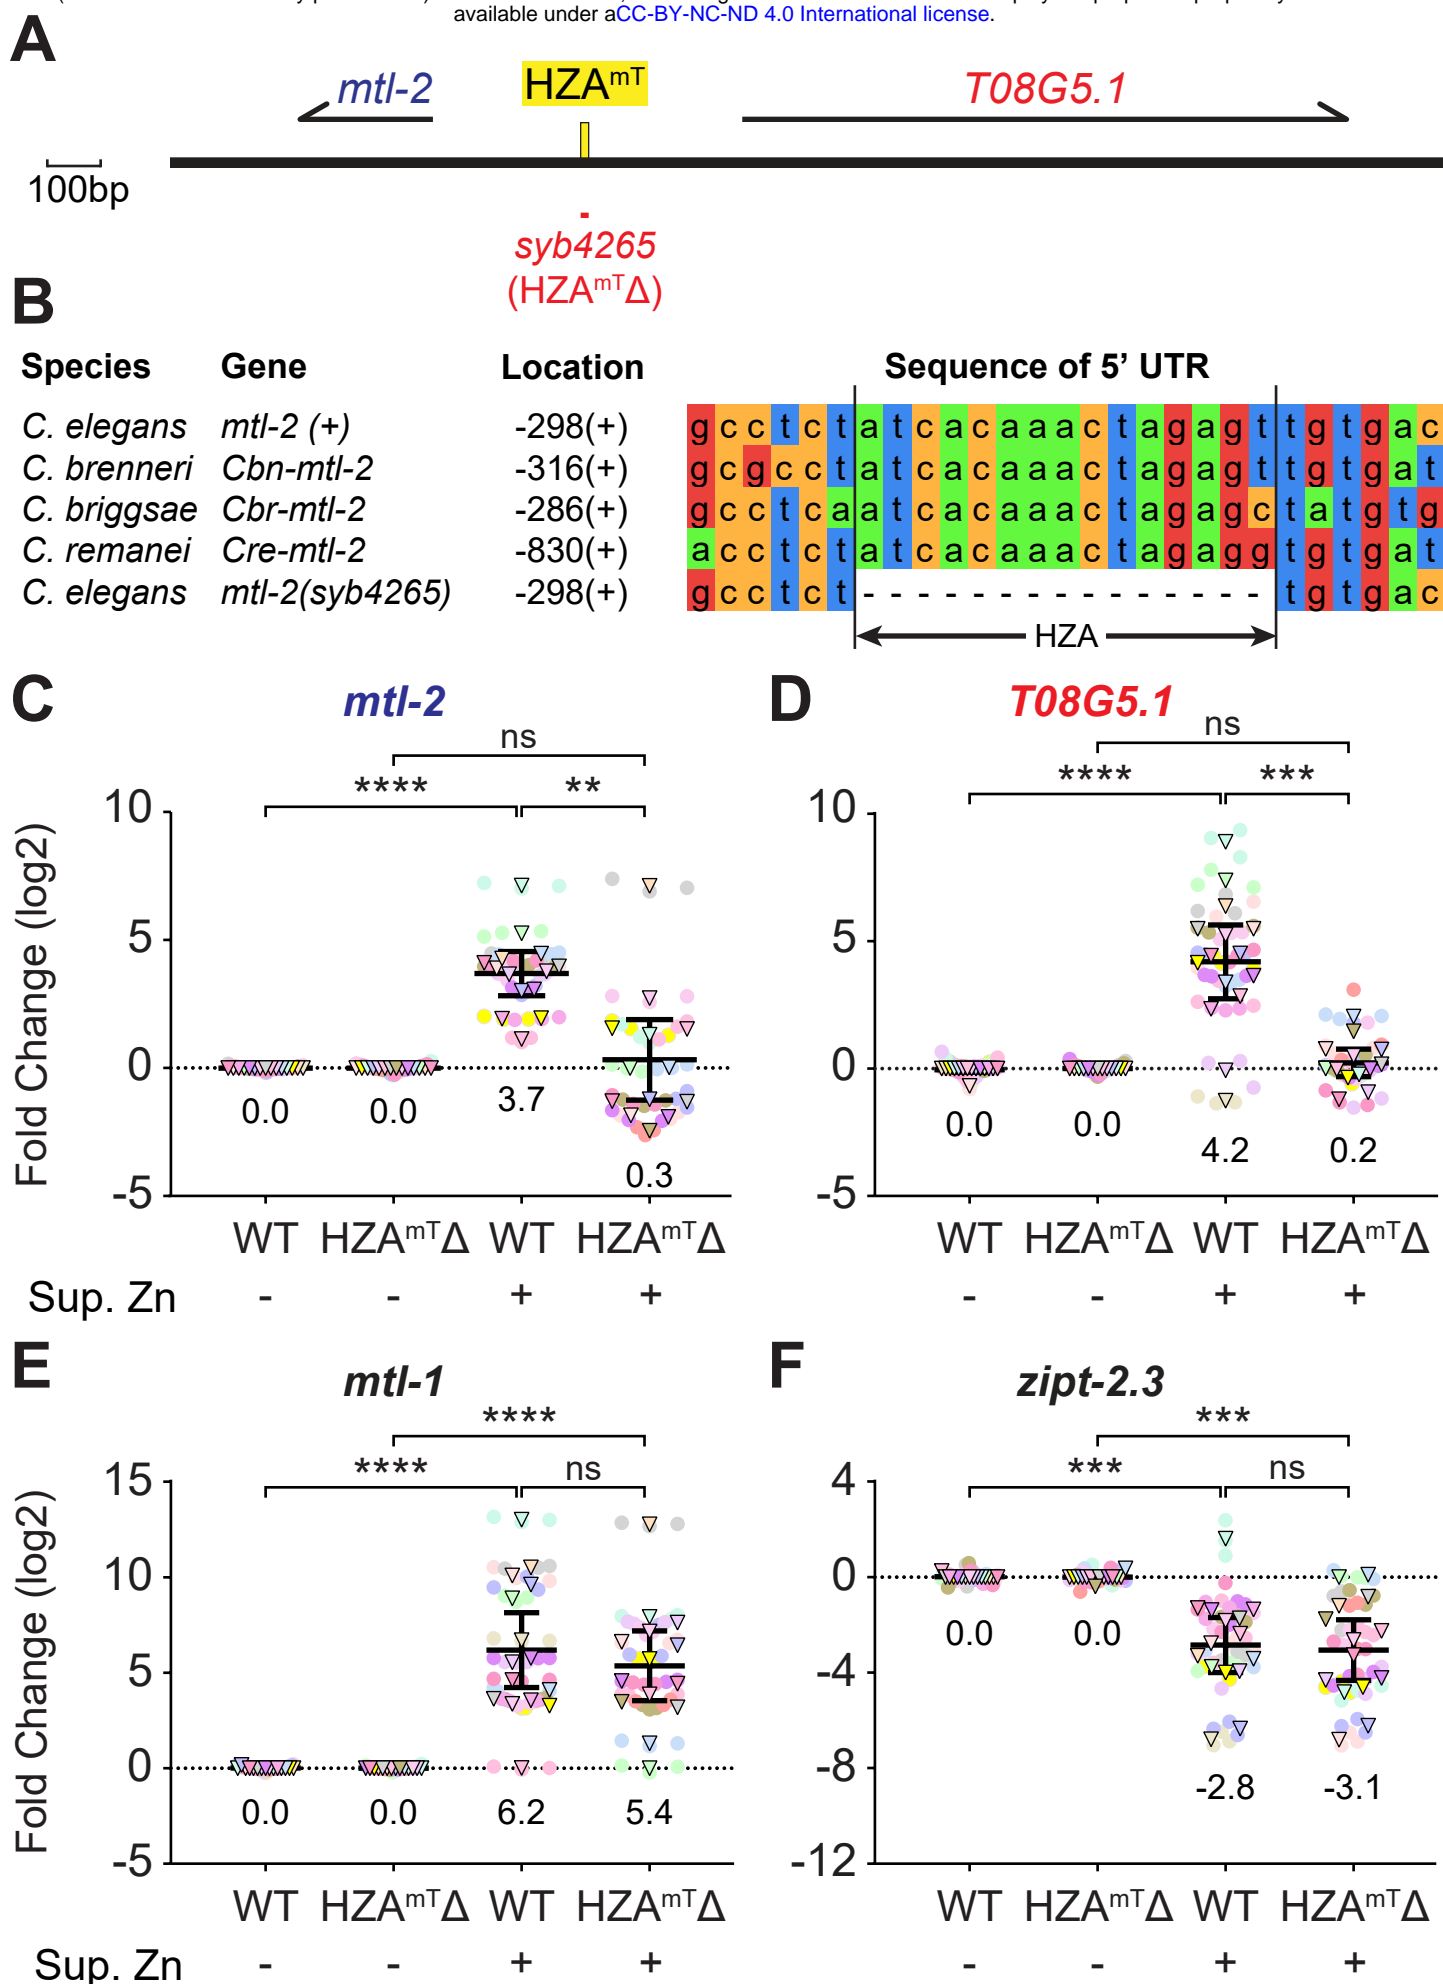 available under aCC-BY-NC-ND 4.0 International license.
A
mtl-2 HZAmT T08G5.1
100bp
syb4265
(HZAmTΔ)
B
Species Gene Location Sequence of 5’ UTR
C. elegans mtl-2 (+) -298(+) g c c t c t a t c a c a a a c t a g a g t t g t g a c
C. brenneri Cbn-mtl-2 -316(+) g c g c c t a t c a c a a a c t a g a g t t g t g a t
C. briggsae Cbr-mtl-2 -286(+) g c c t c a a t c a c a a a c t a g a g c t a t g t g
C. remanei Cre-mtl-2 -830(+) a c c t c t a t c a c a a a c t a g a g g t g t g a t
C. elegans mtl-2(syb4265) -298(+) g c c t c t - - - - - - - - - - - - - - - t g t g a c
HZA
C mtl-2
ns
**** **
Fold Change (log2)
10
5
0
-5
0.0 0.0 3.7 0.3
WT HZAmTΔ WT HZAmTΔ
Sup. Zn - - + +
D T08G5.1
ns
**** ***
10
5
0
-5
0.0 0.0 4.2 0.2
WT HZAmTΔ WT HZAmTΔ
- - + +
E mtl-1
****
**** ns
Fold Change (log2)
15
10
5
0
-5
0.0 0.0 6.2 5.4
WT HZAmTΔ WT HZAmTΔ
Sup. Zn - - + +
F zipt-2.3
***
*** ns
4
0
-4
-8
-12
0.0 0.0 -2.8 -3.1
WT HZAmTΔ WT HZAmTΔ
- - + +